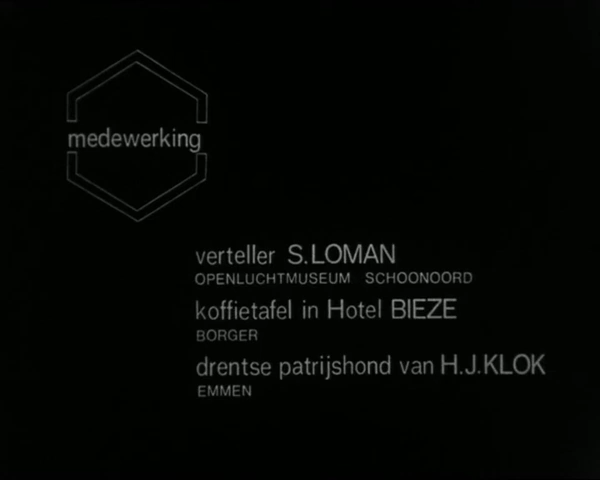 medewerking
verteller S.LOMAN
OPENLUCHTMUSEUM SCHOONOORD
koffietafel in Hotel BIEZE
BORGER
drentse patrijshond van H.J.KLOK
EMMEN